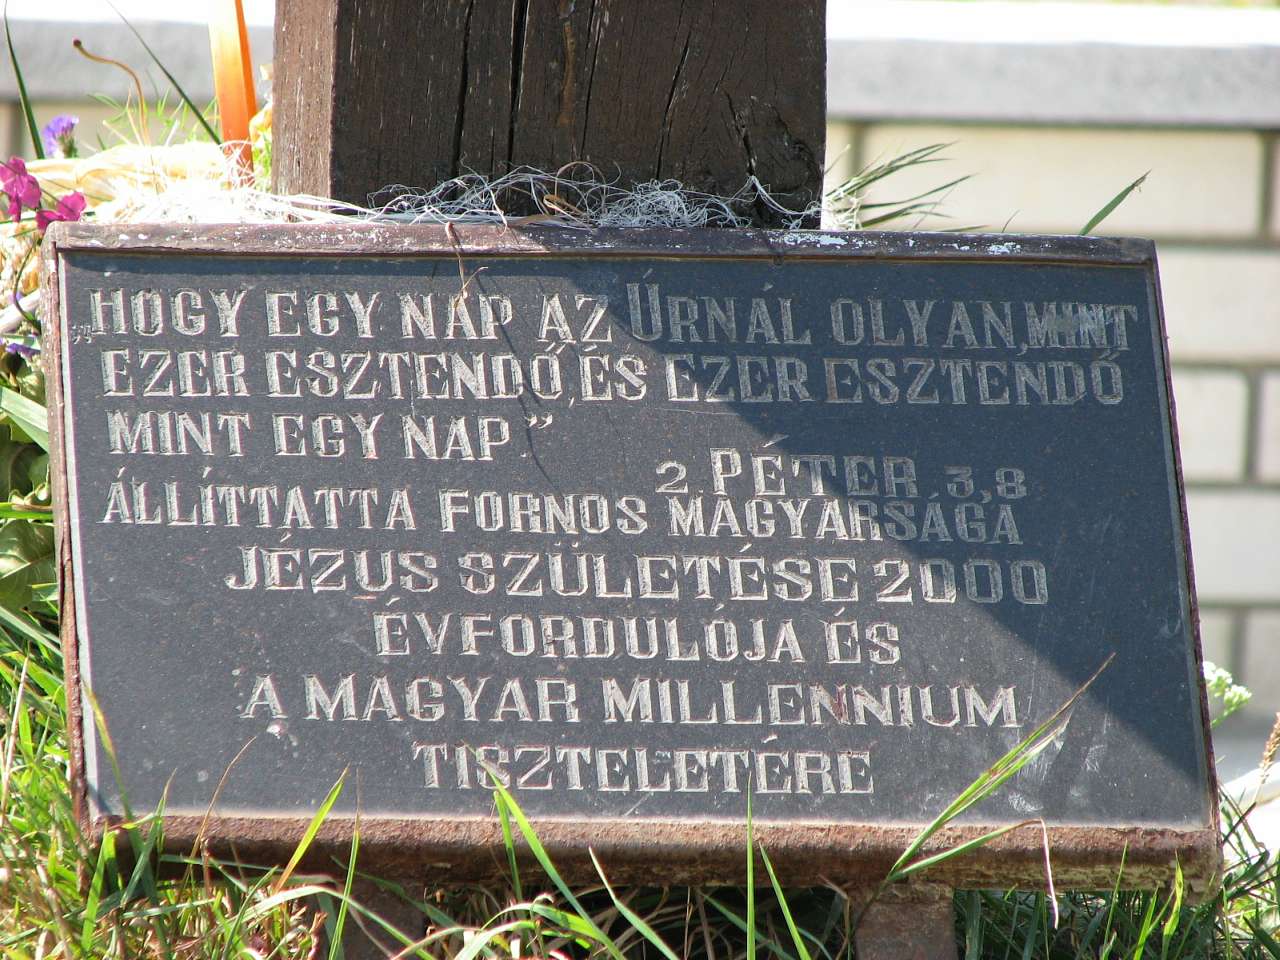 „HOGY EGY NAP AZ ÚRNÁL OLYAN, MINT
EZER ESZTENDŐ, ÉS EZER ESZTENDŐ
MINT EGY NAP."
2 PÉTER 3,8
ÁLLÍTTATTA FORNOS MAGYARSÁGA
JÉZUS SZÜLETÉSE 2000
ÉVFORDULÓJA ÉS
A MAGYAR MILLENNIUM
TISZTELETÉRE